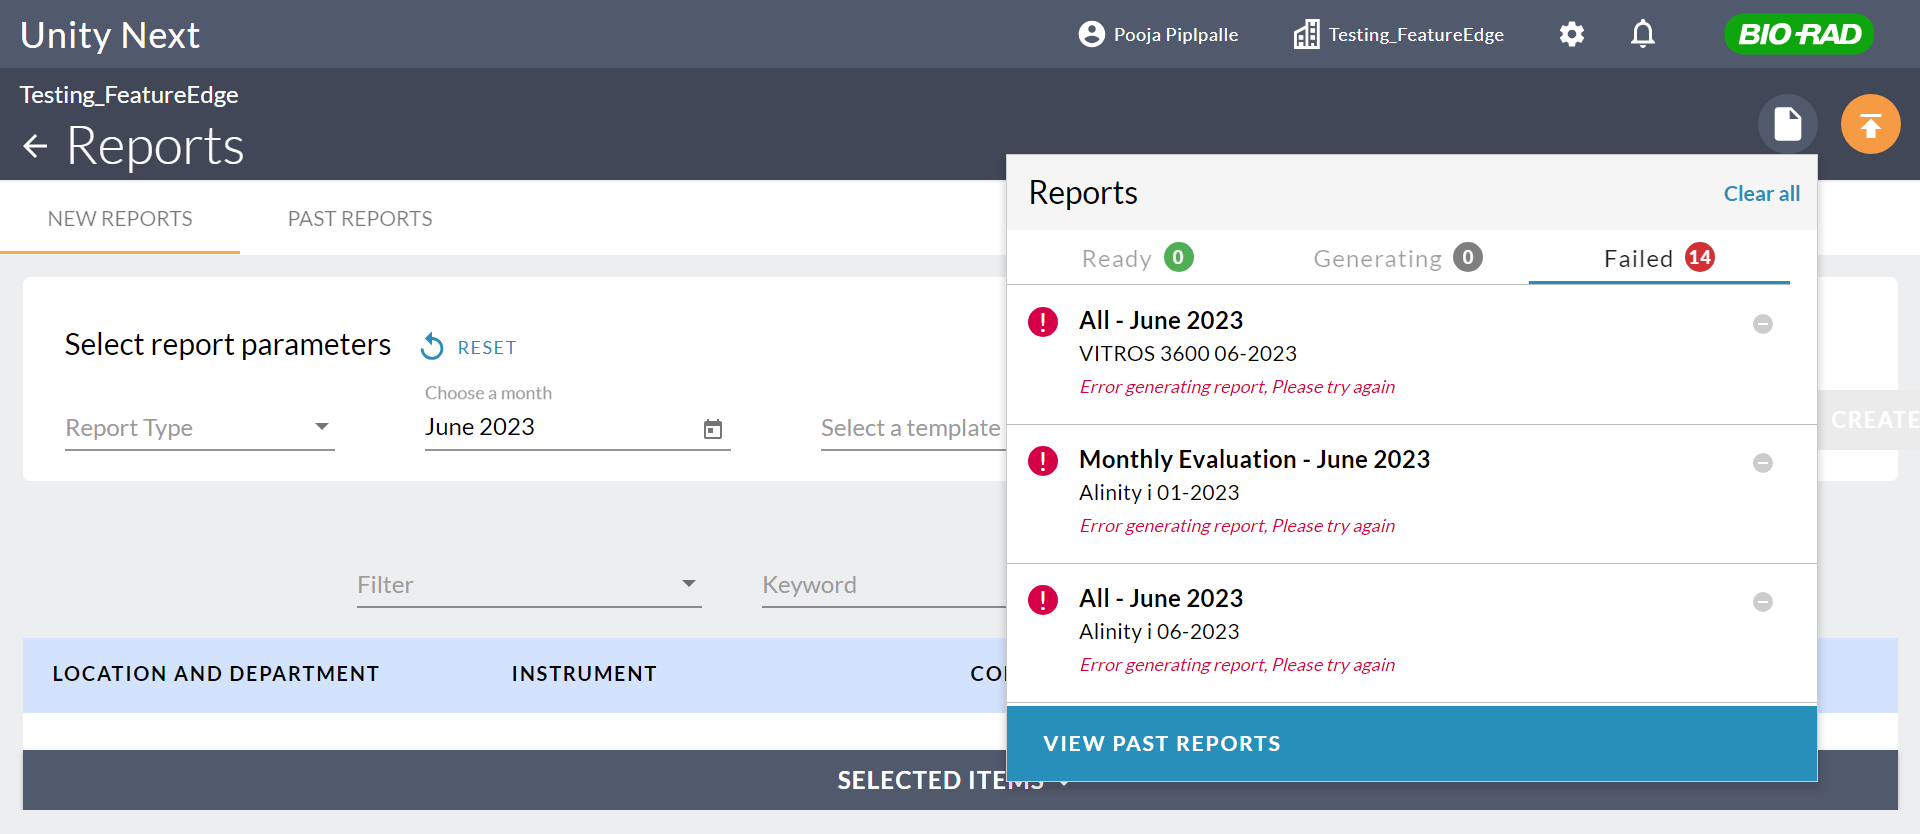 Unity Next
Pooja Piplpalle
Testing_FeatureEdge
BIO-RAD
Testing_FeatureEdge
Reports
NEW REPORTS
PAST REPORTS
Select report parameters
RESET
Report Type
Choose a month
June 2023
Select a template
CREATE
Filter
Keyword
LOCATION AND DEPARTMENT
INSTRUMENT
SELECTED ITEMS
Reports
Clear all
Ready 0
Generating 0
Failed 14
All - June 2023
VITROS 3600 06-2023
Error generating report, Please try again
Monthly Evaluation - June 2023
Alinity i 01-2023
Error generating report, Please try again
All - June 2023
Alinity i 06-2023
Error generating report, Please try again
VIEW PAST REPORTS